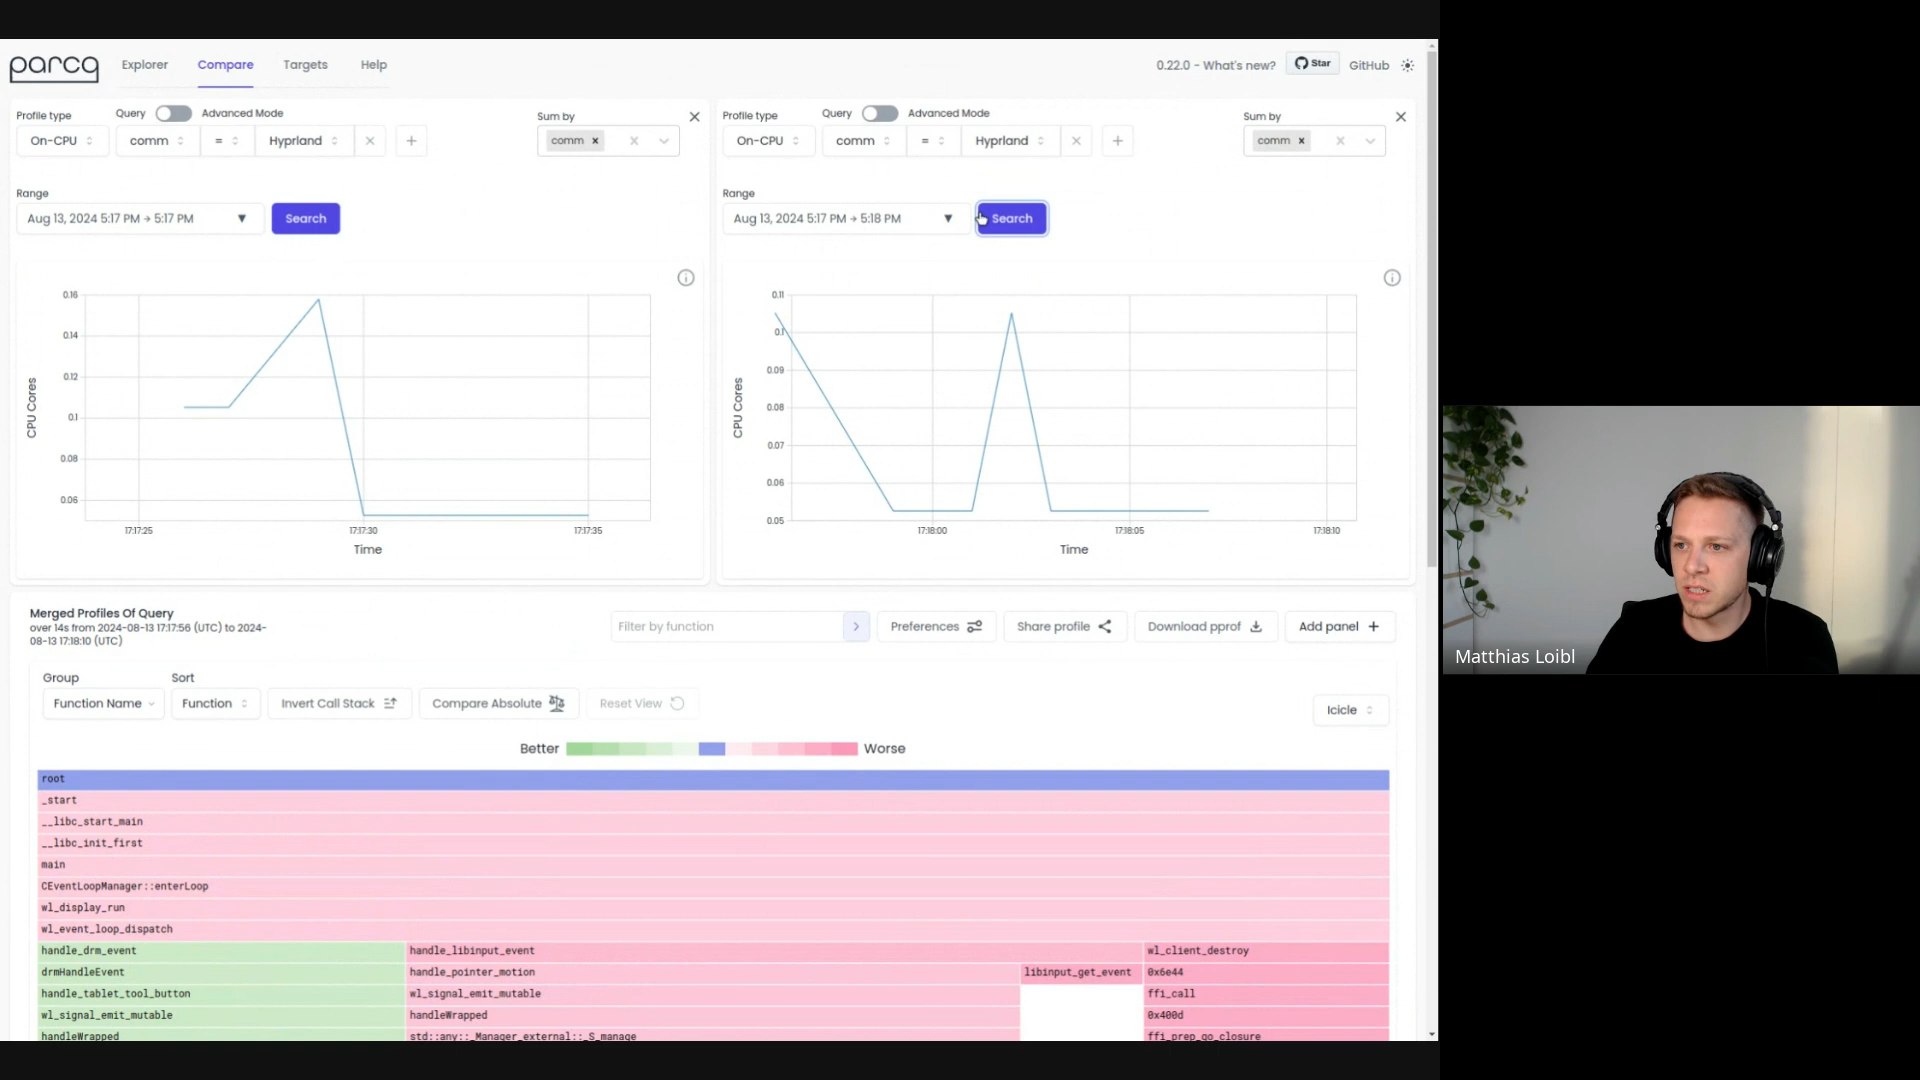 parca
Explorer
Compare
Targets
Help
0.22.0 - What's new?
Star
GitHub
Profile type
Query
Advanced Mode
Sum by
On-CPU
comm
=
Hyprland
comm
Range
Aug 13, 2024 5:17 PM → 5:17 PM
Search
CPU Cores
0.16
0.14
0.12
0.1
0.08
0.06
17:17:25
17:17:30
17:17:35
Time
Profile type
Query
Advanced Mode
Sum by
On-CPU
comm
=
Hyprland
comm
Range
Aug 13, 2024 5:17 PM → 5:18 PM
Search
CPU Cores
0.11
0.1
0.09
0.08
0.07
0.06
0.05
17:18:00
17:18:05
17:18:10
Time
Merged Profiles Of Query
over 14s from 2024-08-13 17:17:56 (UTC) to 2024-
08-13 17:18:10 (UTC)
Filter by function
Preferences
Share profile
Download pprof
Add panel
Group
Sort
Function Name
Function
Invert Call Stack
Compare Absolute
Reset View
Icicle
Better
Worse
root
_start
__libc_start_main
__libc_init_first
main
CEventLoopManager::enterLoop
wl_display_run
wl_event_loop_dispatch
handle_drm_event
handle_libinput_event
wl_client_destroy
drmHandleEvent
handle_pointer_motion
libinput_get_event
0x6e44
handle_tablet_tool_button
wl_signal_emit_mutable
ffi_call
wl_signal_emit_mutable
handleWrapped
0x400d
handleWrapped
std::any::_Manager_external::_S_manage
ffi_prep_go_closure
Matthias Loibl